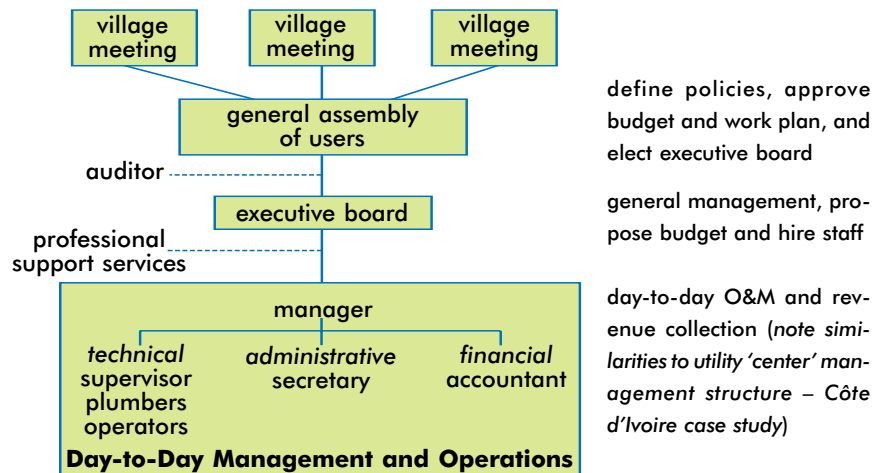 village
meeting
village
meeting
village
meeting
general assembly
of users
define policies, approve
budget and work plan, and
elect executive board
auditor
executive board
general management, pro-
pose budget and hire staff
professional
support services
manager
technical
supervisor
plumbers
operators
administrative
secretary
financial
accountant
Day-to-Day Management and Operations
day-to-day O&M and rev-
enue collection (note simi-
larities to utility ‘center’ man-
agement structure – Côte
d’Ivoire case study)